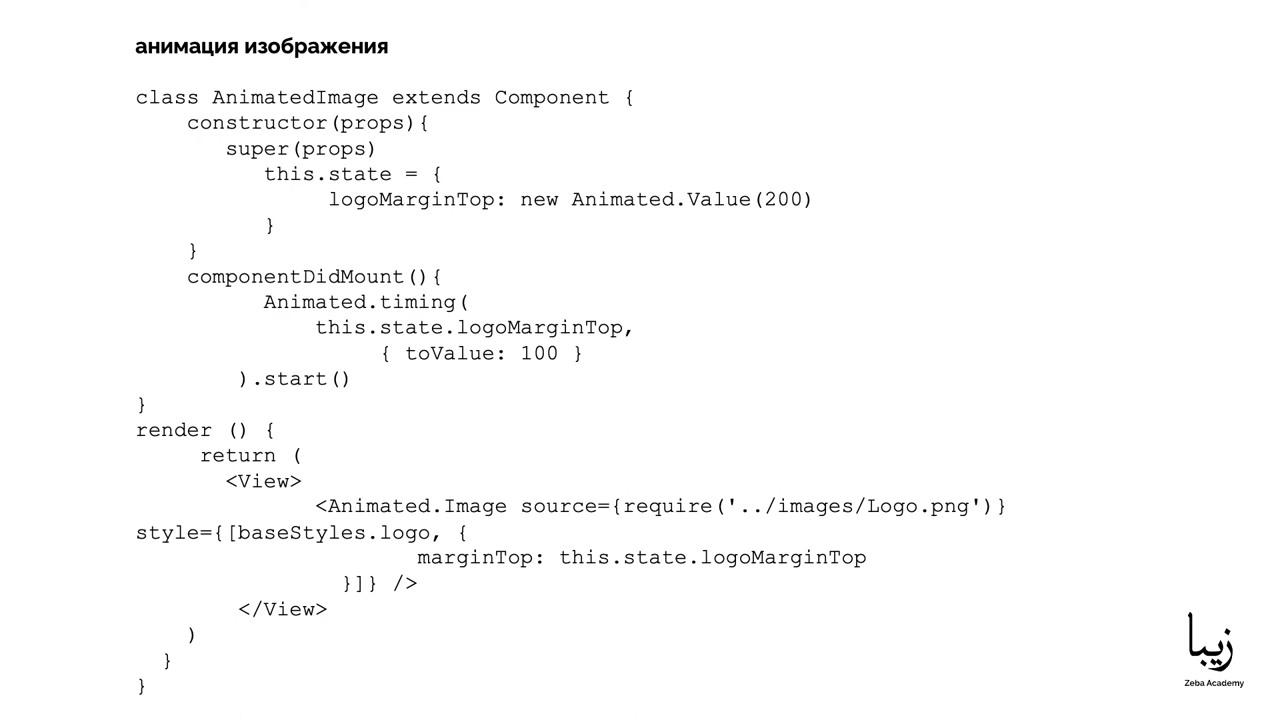 анимация изображения
class AnimatedImage extends Component {
constructor(props){
super(props)
this.state = {
logoMarginTop: new Animated.Value(200)
}
}
componentDidMount(){
Animated.timing(
this.state.logoMarginTop,
{ toValue: 100 }
).start()
}
render () {
return (
<View>
<Animated.Image source={require('../images/Logo.png')}
style={[baseStyles.logo, {
marginTop: this.state.logoMarginTop
}]} />
</View>
)
}
}
زيبا
Zeba Academy